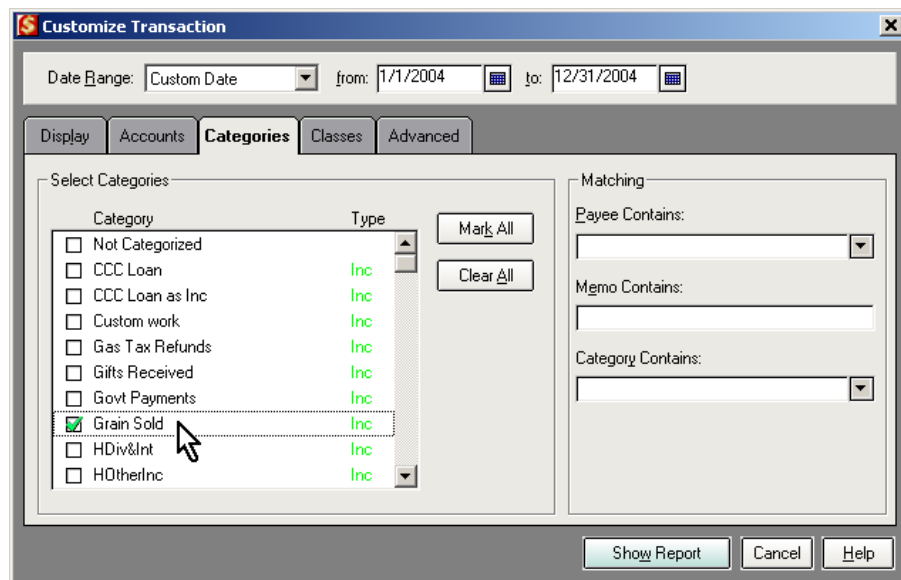 Customize Transaction
Date Range: Custom Date from: 1/1/2004 to: 12/31/2004
Display Accounts Categories Classes Advanced
Select Categories
Category Type
Not Categorized
CCC Loan Inc
CCC Loan as Inc Inc
Custom work Inc
Gas Tax Refunds Inc
Gifts Received Inc
Govt Payments Inc
Grain Sold Inc
HDiv&Int Inc
HOtherInc Inc
Mark All
Clear All
Matching
Payee Contains:
Memo Contains:
Category Contains:
Show Report Cancel Help